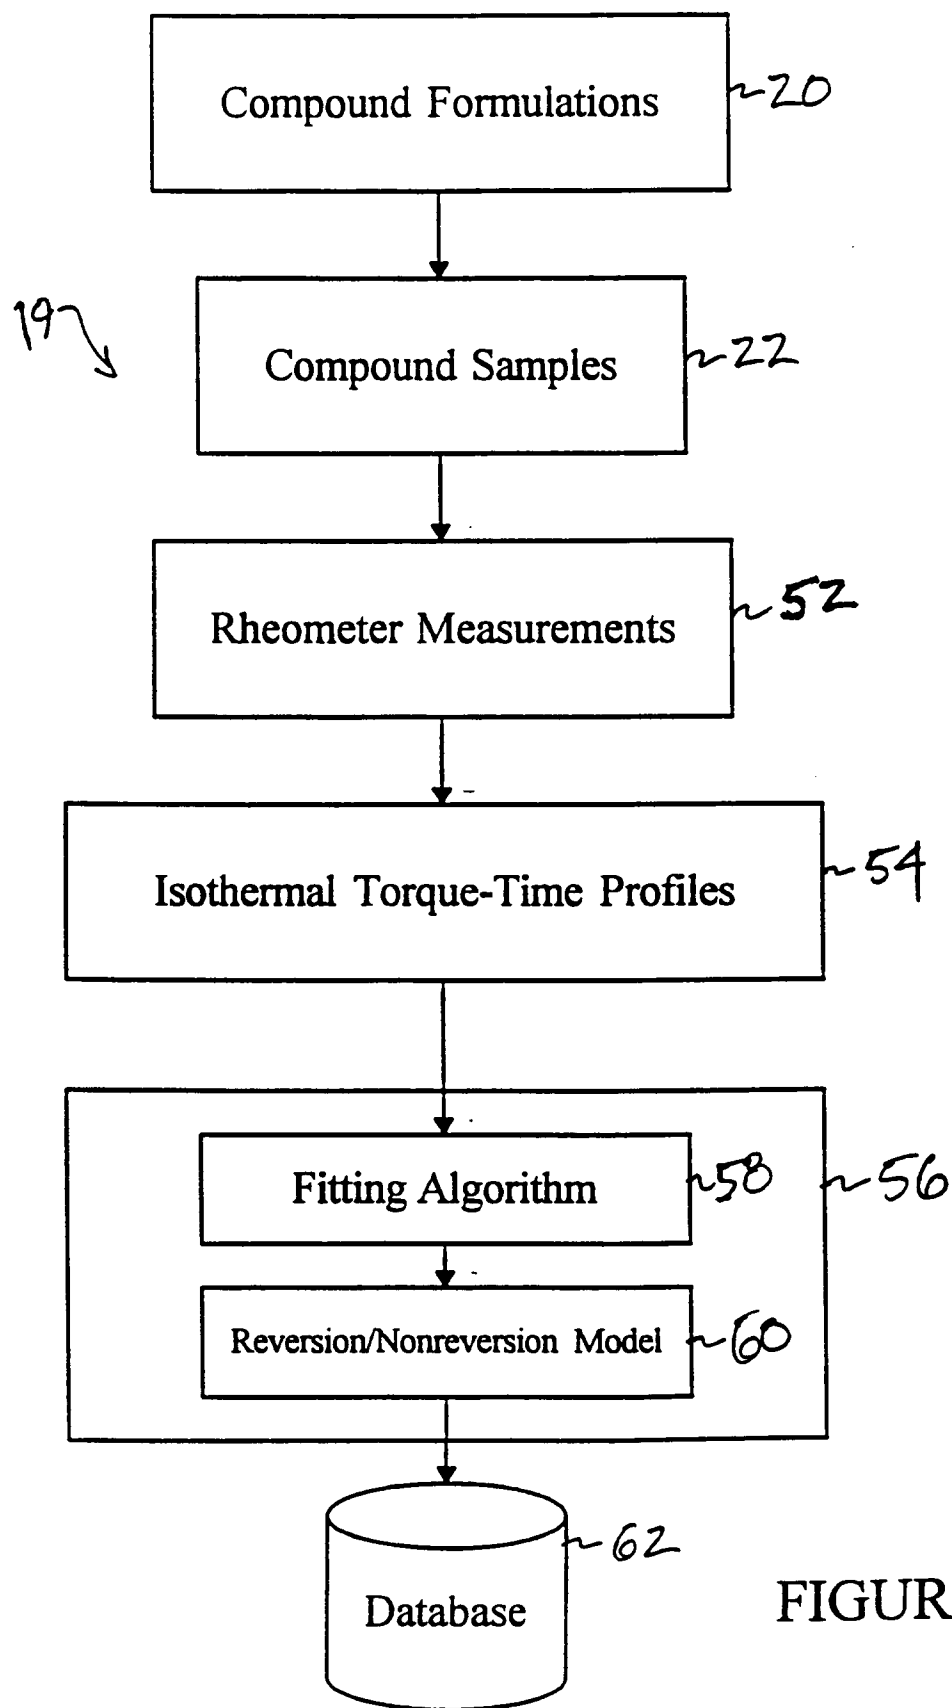 Compound Formulations 20
19
Compound Samples 22
Rheometer Measurements 52
Isothermal Torque-Time Profiles 54
Fitting Algorithm 58 56
Reversion/Nonreversion Model 60
62
Database
FIGUR